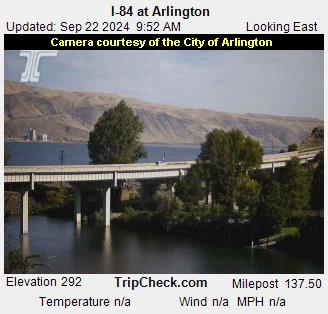 I-84 at Arlington
Updated: Sep 22 2024 9:52 AM Looking East
Camera courtesy of the City of Arlington
Elevation 292 TripCheck.com Milepost 137.50
Temperature n/a Wind n/a MPH n/a